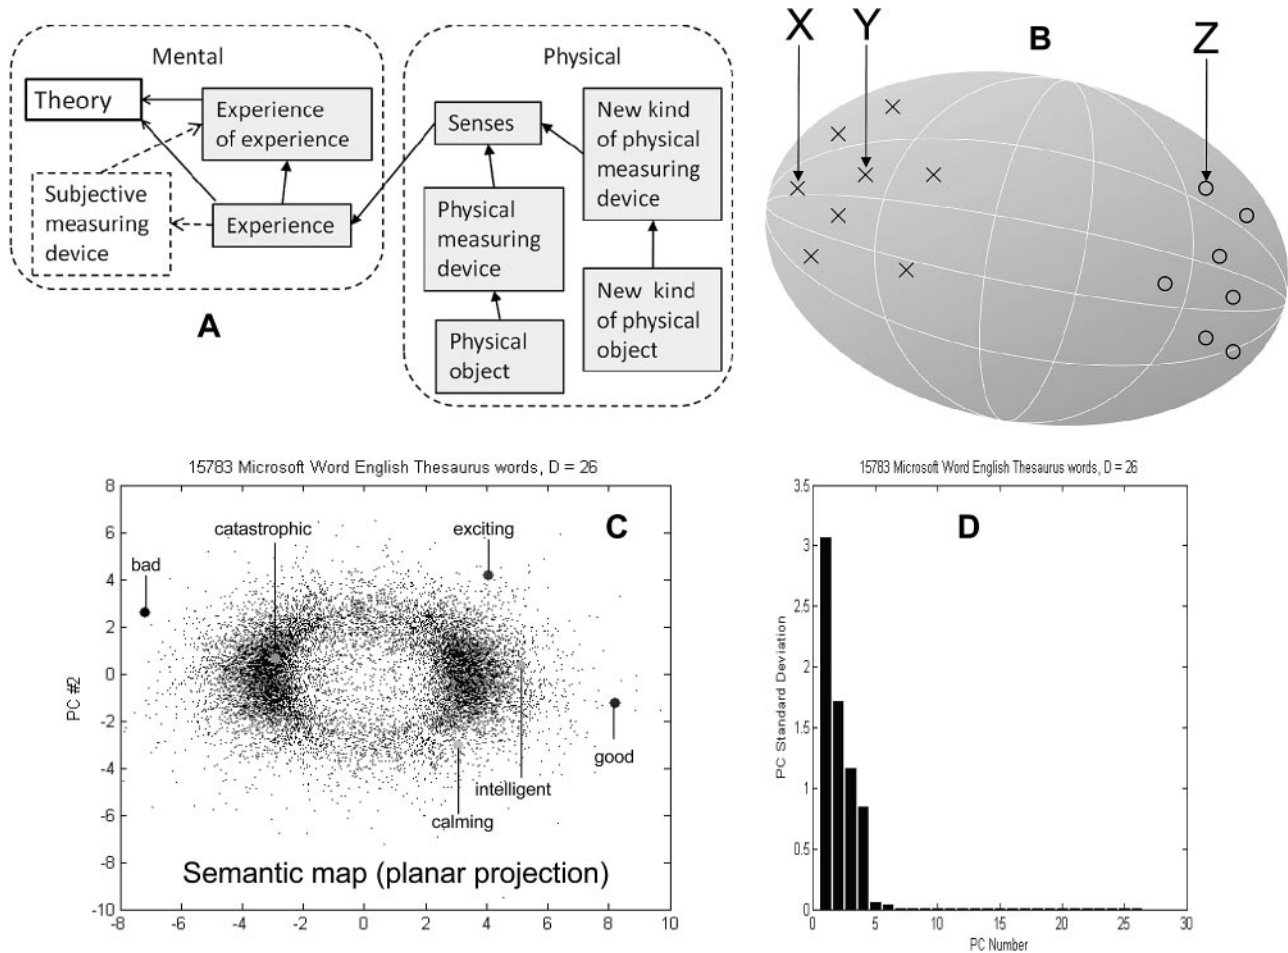 Mental
Theory
Experience
of experience
Subjective
measuring
device
Experience
A
Physical
Senses
New kind
of physical
measuring
device
Physical
measuring
device
New kind
of physical
object
Physical
object
X
Y
B
Z
15783 Microsoft Word English Thesaurus words, D = 26
8
6
4
2
0
-2
-4
-6
-8
-10
PC #2
C
catastrophic
exciting
bad
good
intelligent
calming
Semantic map (planar projection)
-8
-6
-4
-2
0
2
4
6
8
10
15783 Microsoft Word English Thesaurus words, D = 26
3.5
3
2.5
2
1.5
1
0.5
0
PC Standard Deviation
D
0
5
10
15
20
25
30
PC Number